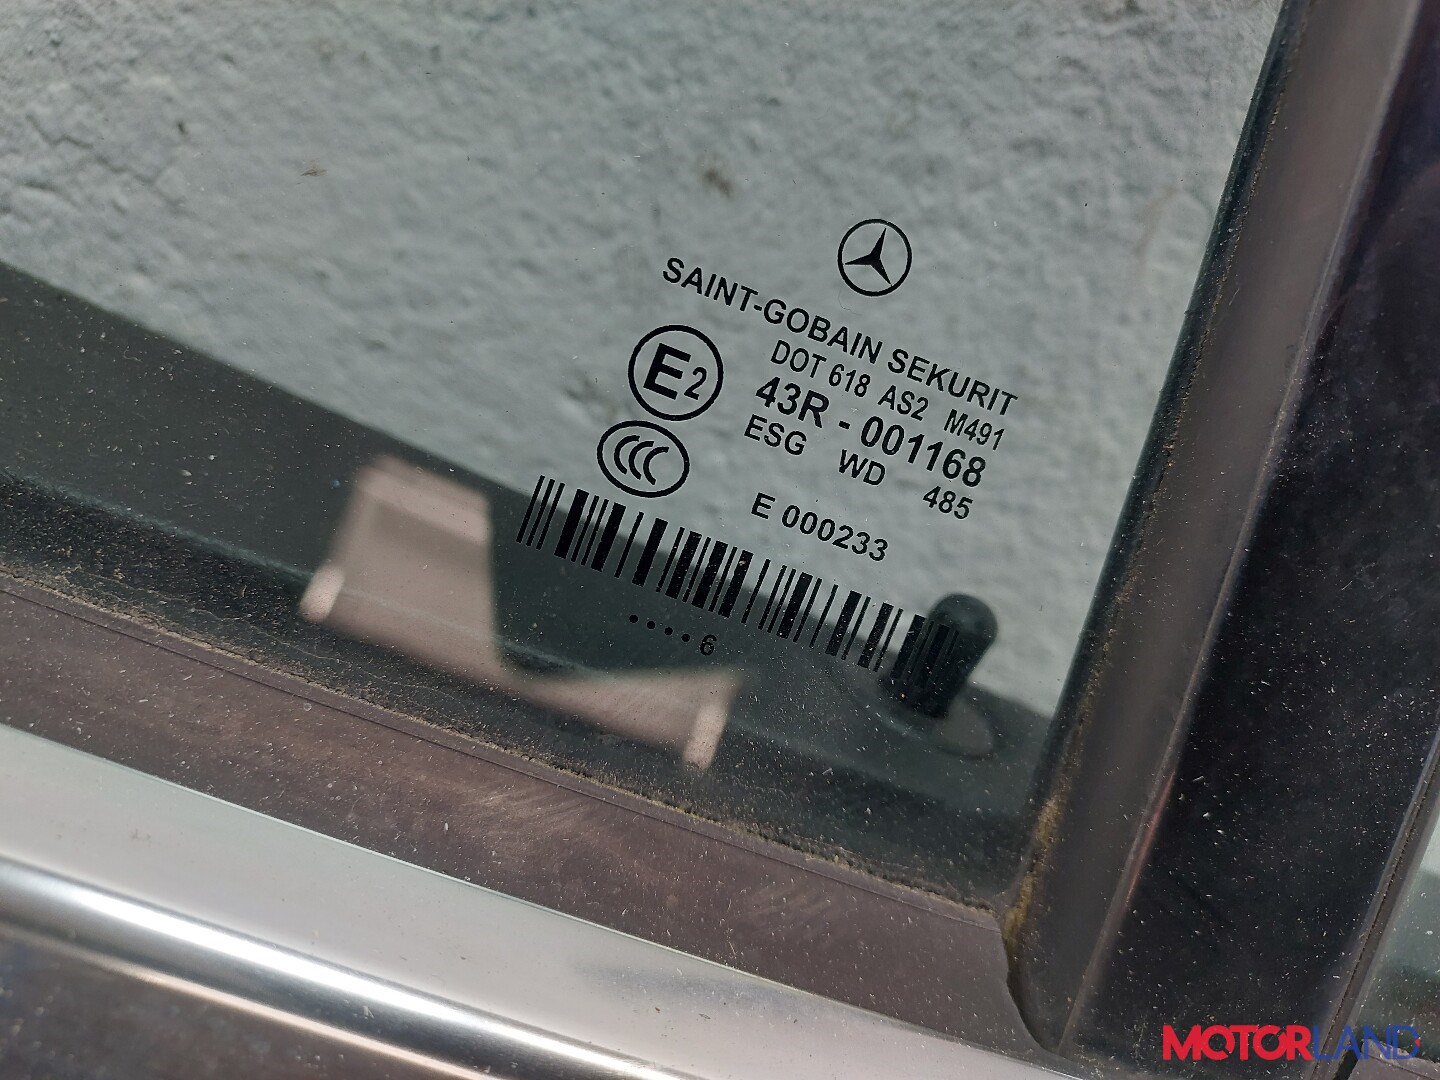 SAINT-GOBAIN SEKURIT
DOT 618 AS2 M491
E2
43R - 001168
ESG WD 485
E 000233
....6
MOTORLAND